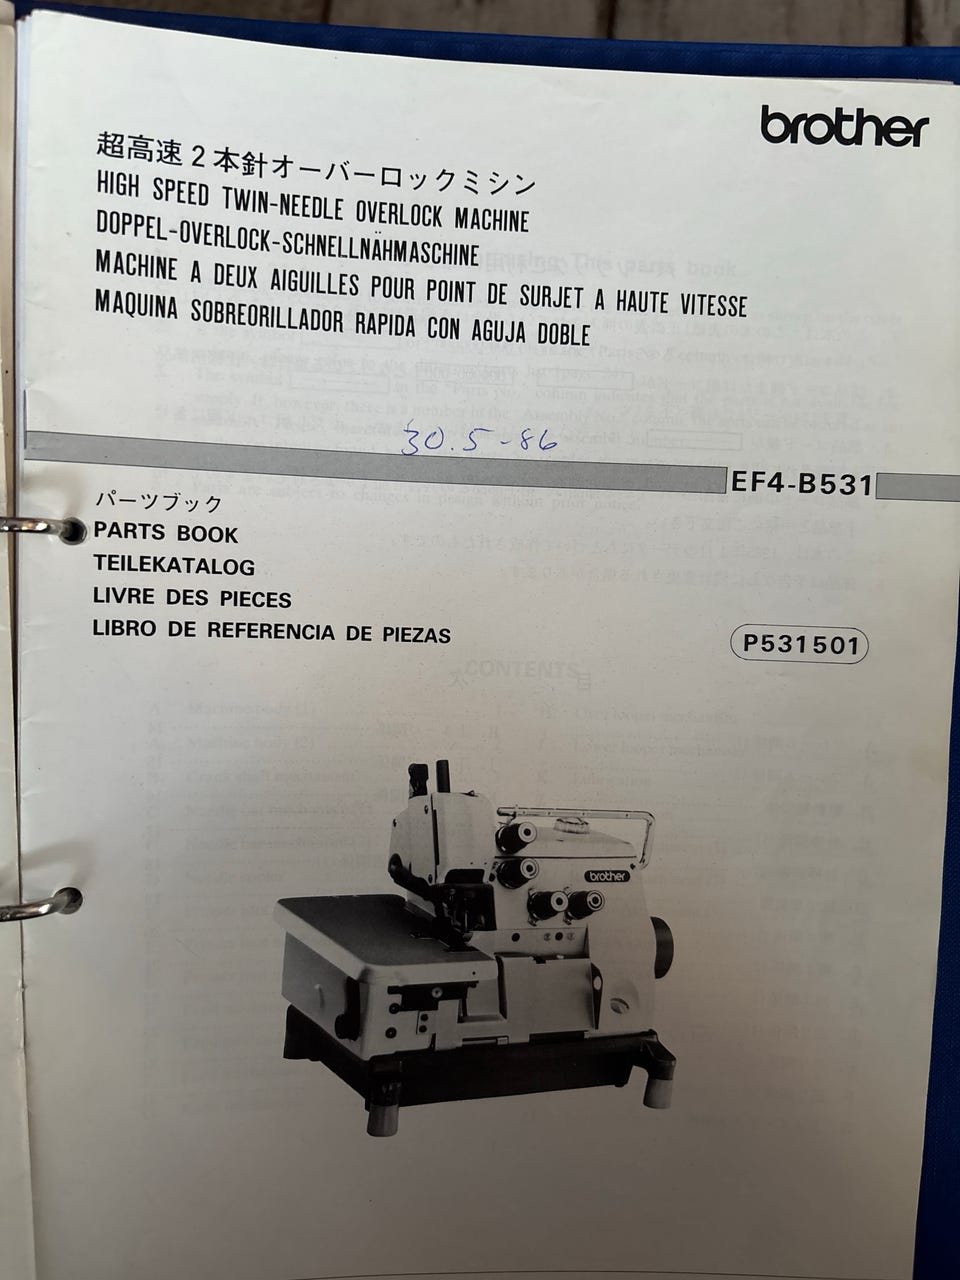 brother
超高速2本針オーバーロックミシン
HIGH SPEED TWIN-NEEDLE OVERLOCK MACHINE
DOPPEL-OVERLOCK-SCHNELLNÄHMASCHINE
MACHINE A DEUX AIGUILLES POUR POINT DE SURJET A HAUTE VITESSE
MAQUINA SOBREORILLADOR RAPIDA CON AGUJA DOBLE
30.5-86
EF4-B531
パーツブック
PARTS BOOK
TEILEKATALOG
LIVRE DES PIECES
LIBRO DE REFERENCIA DE PIEZAS
P531501
CONTENTS
brother